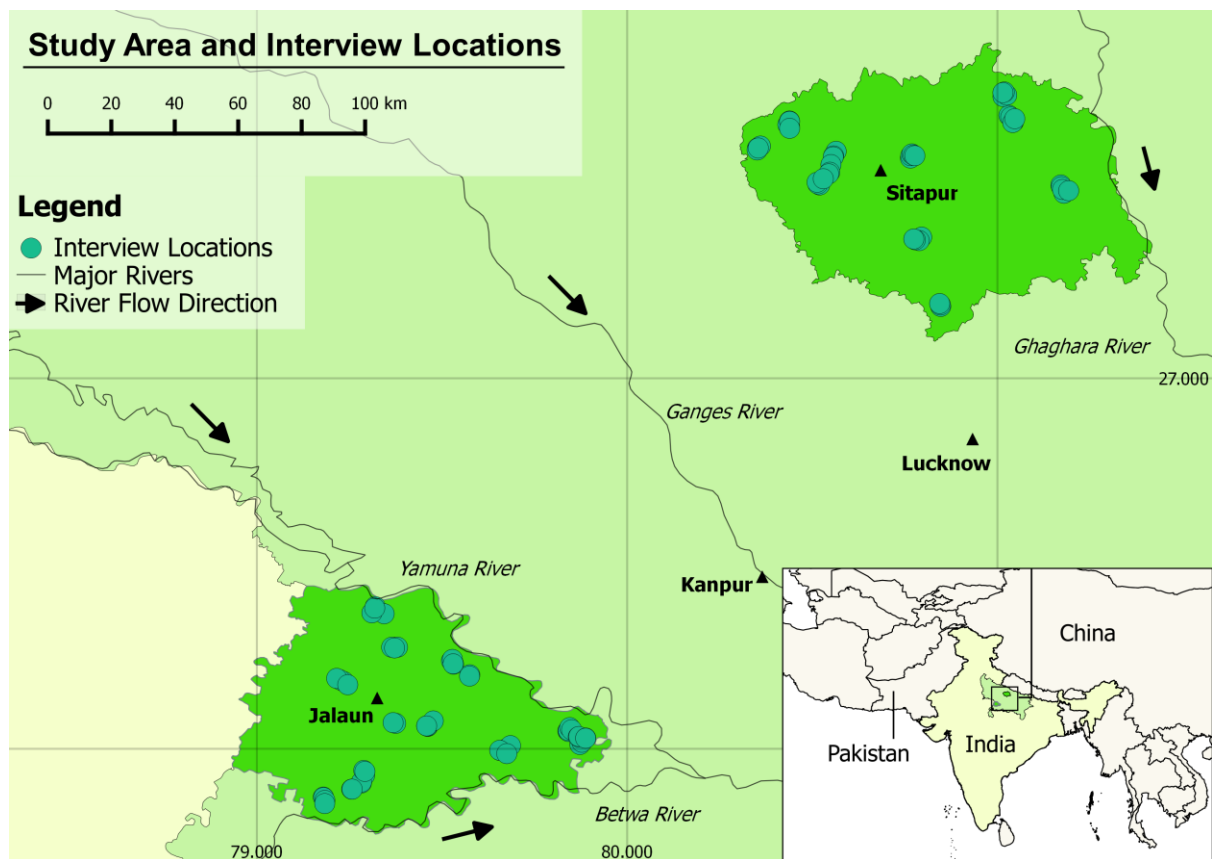 Study Area and Interview Locations
0 20 40 60 80 100 km
Legend
Interview Locations
Major Rivers
River Flow Direction
Sitapur
Ghaghara River
27.000
Ganges River
Lucknow
Yamuna River
Kanpur
Jalaun
Betwa River
79.000
80.000
China
Pakistan
India